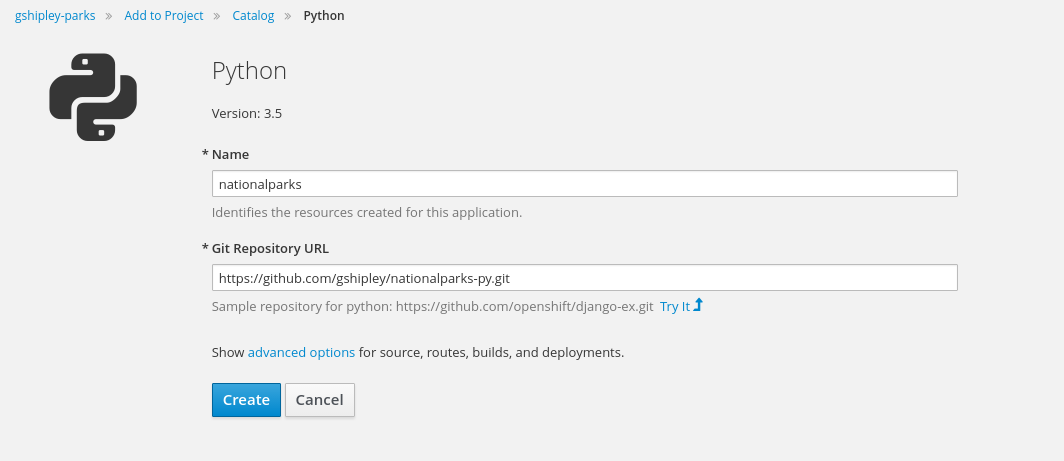 gshipley-parks » Add to Project » Catalog » Python
Python
Version: 3.5
* Name
nationalparks
Identifies the resources created for this application.
* Git Repository URL
https://github.com/gshipley/nationalparks-py.git
Sample repository for python: https://github.com/openshift/django-ex.git Try It
Show advanced options for source, routes, builds, and deployments.
Create Cancel